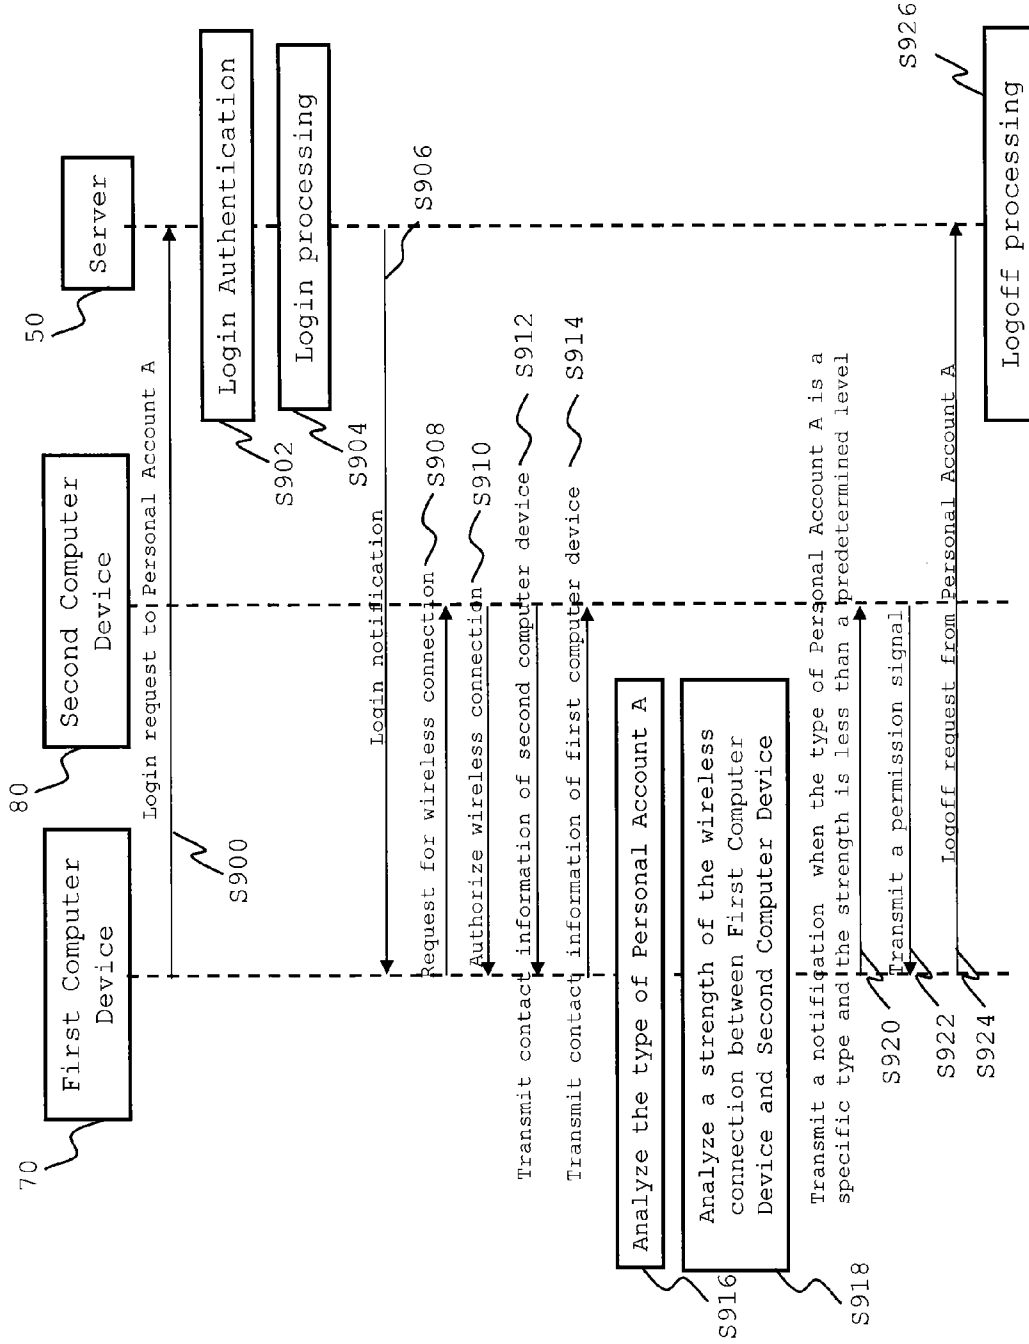 70
First Computer
Device
80
Second Computer
Device
50
Server
Login request to Personal Account A
S900
Login Authentication
S902
Login processing
S904
Login notification
S906
Request for wireless connection
S908
Authorize wireless connection
S910
Transmit contact information of second computer device
S912
Transmit contact information of first computer device
S914
Analyze the type of Personal Account A
S916
Analyze a strength of the wireless
connection between First Computer
Device and Second Computer Device
S918
Transmit a notification when the type of Personal Account A is a
specific type and the strength is less than a predetermined level
S920
Transmit a permission signal
S922
Logoff request from Personal Account A
S924
Logoff processing
S926